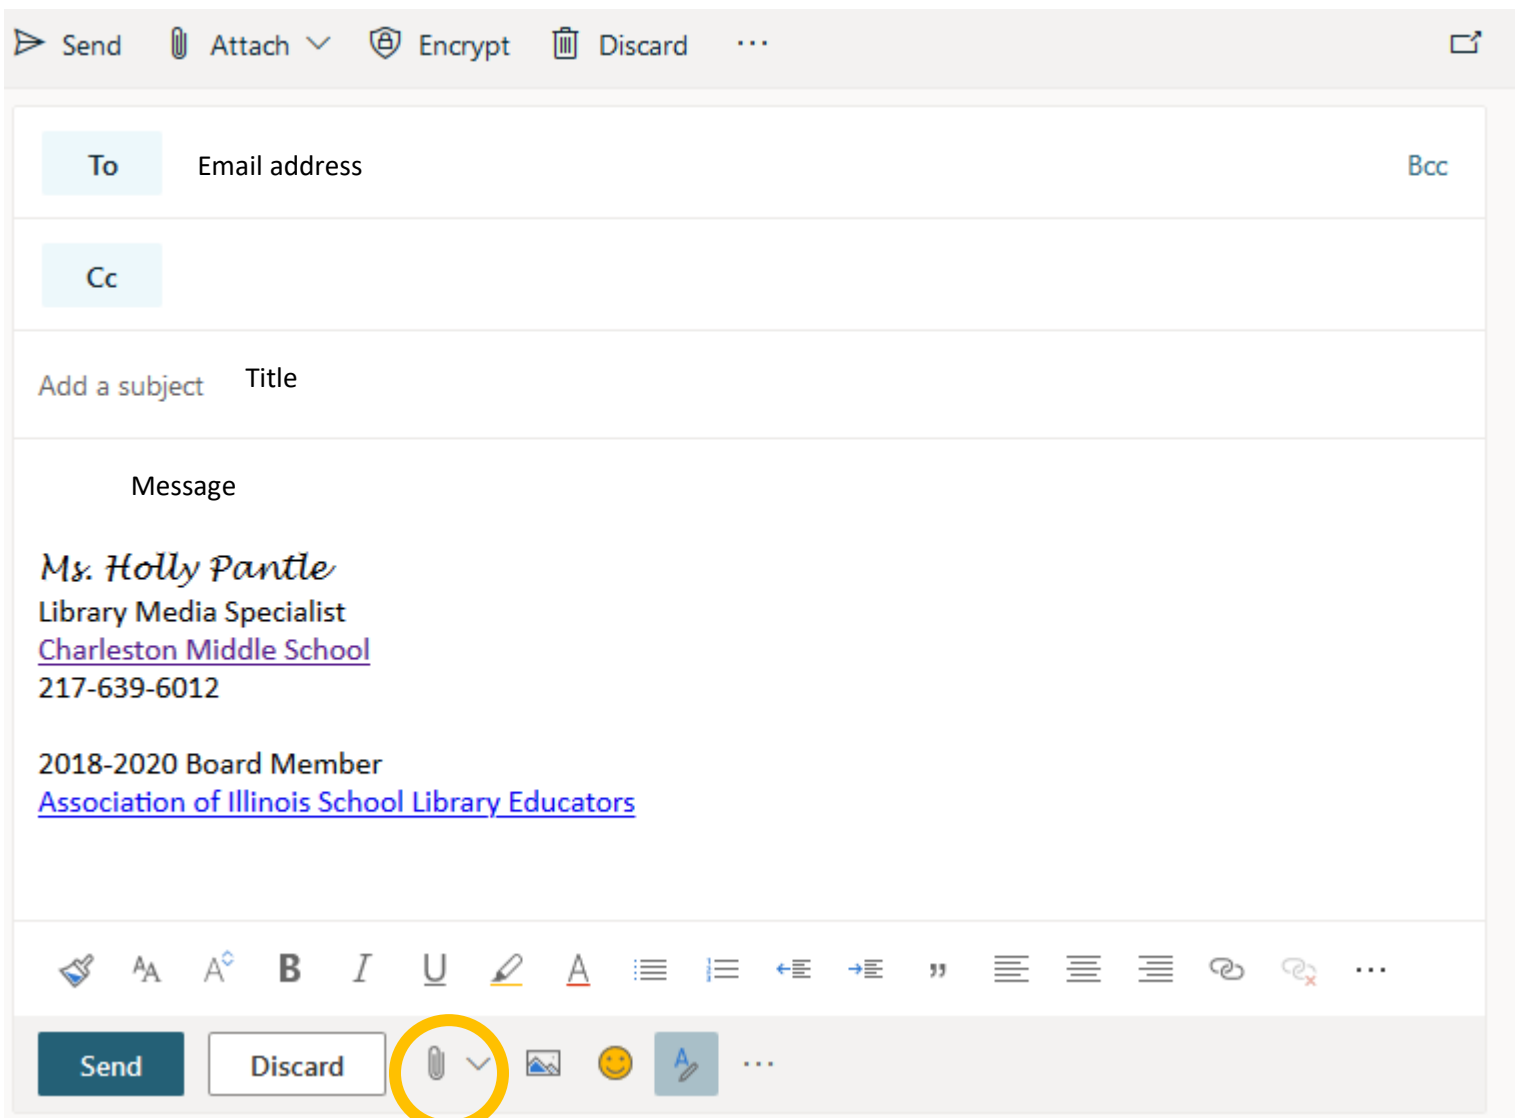 Send Attach Encrypt Discard ...
To Email address Bcc
Cc
Add a subject Title
Message
Ms. Holly Pantle
Library Media Specialist
Charleston Middle School
217-639-6012
2018-2020 Board Member
Association of Illinois School Library Educators
Send Discard